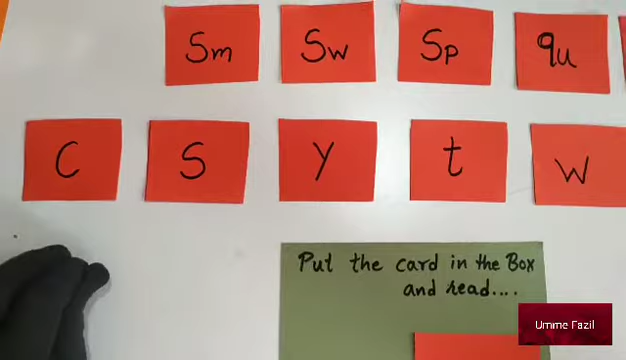 Sm Sw Sp qu
C S y t w
Put the card in the Box
and read....
Umme Fazil